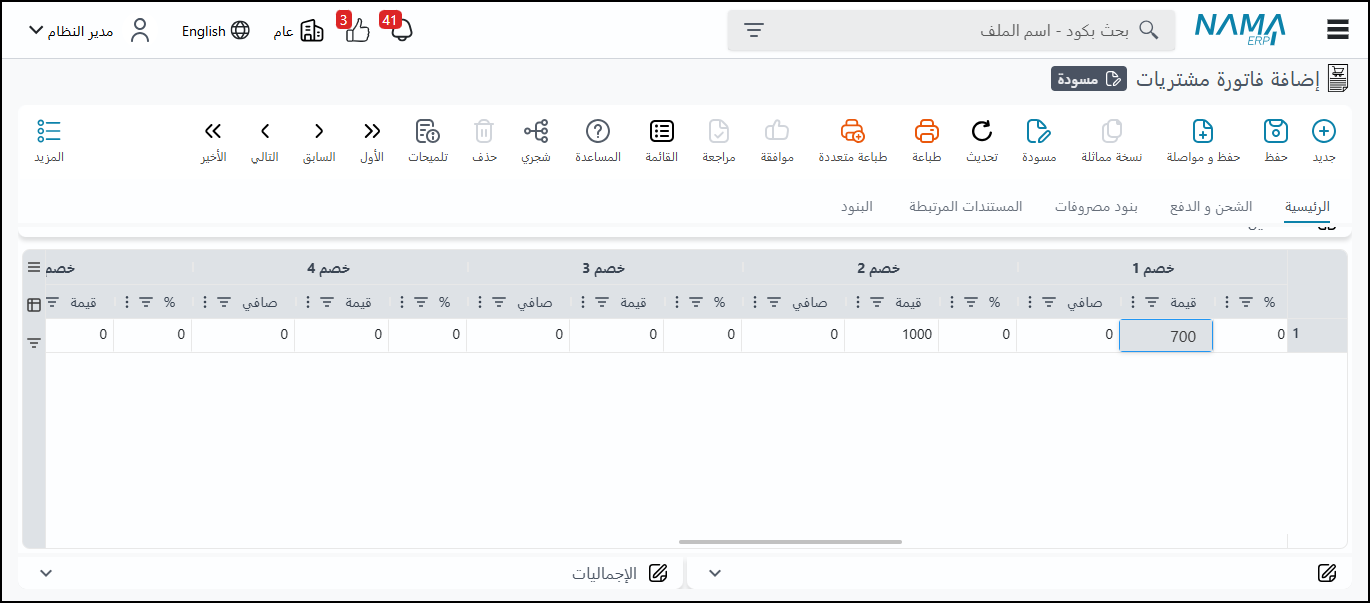 NAMA ERP
بحث بكود - اسم الملف
41
3
عام
English
مدير النظام
إضافة فاتورة مشتريات
مسودة
جديد
حفظ
حفظ و مواصلة
نسخة مماثلة
مسودة
تحديث
طباعة
طباعة متعددة
موافقة
مراجعة
القائمة
المساعدة
شجري
حذف
تلميحات
الأول
السابق
التالي
الأخير
المزيد
الرئيسية
الشحن و الدفع
بنود مصروفات
المستندات المرتبطة
البنود
خصم 1
خصم 2
خصم 3
خصم 4
خصم
% قيمة صافي % قيمة صافي % قيمة صافي % قيمة صافي % قيمة
1 0 700 0 0 1000 0 0 0 0 0 0 0 0 0
الإجماليات